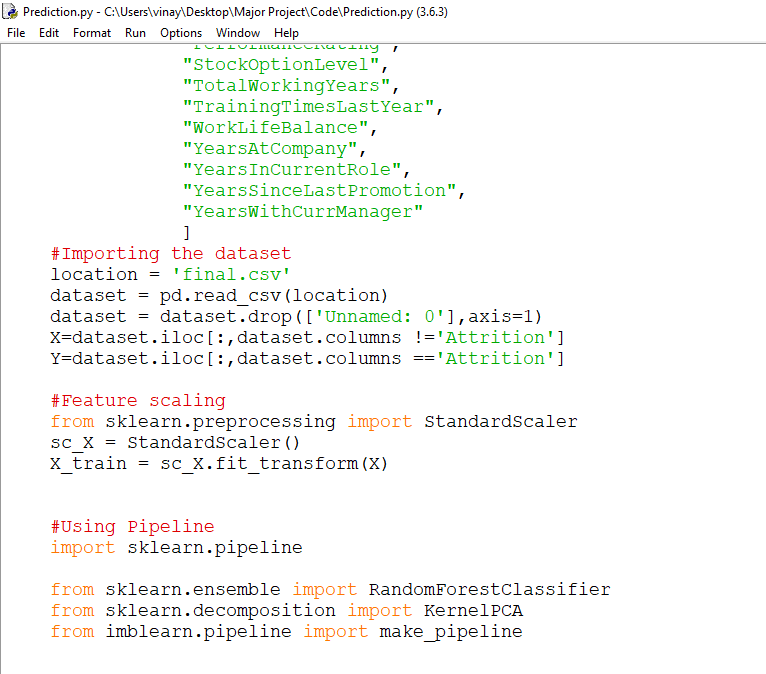 Prediction.py - C:\Users\vinay\Desktop\Major Project\Code\Prediction.py (3.6.3)
File Edit Format Run Options Window Help
"PerformanceRating",
"StockOptionLevel",
"TotalWorkingYears",
"TrainingTimesLastYear",
"WorkLifeBalance",
"YearsAtCompany",
"YearsInCurrentRole",
"YearsSinceLastPromotion",
"YearsWithCurrManager"
]
#Importing the dataset
location = 'final.csv'
dataset = pd.read_csv(location)
dataset = dataset.drop(['Unnamed: 0'],axis=1)
X=dataset.iloc[:,dataset.columns !='Attrition']
Y=dataset.iloc[:,dataset.columns =='Attrition']
#Feature scaling
from sklearn.preprocessing import StandardScaler
sc_X = StandardScaler()
X_train = sc_X.fit_transform(X)
#Using Pipeline
import sklearn.pipeline
from sklearn.ensemble import RandomForestClassifier
from sklearn.decomposition import KernelPCA
from imblearn.pipeline import make_pipeline